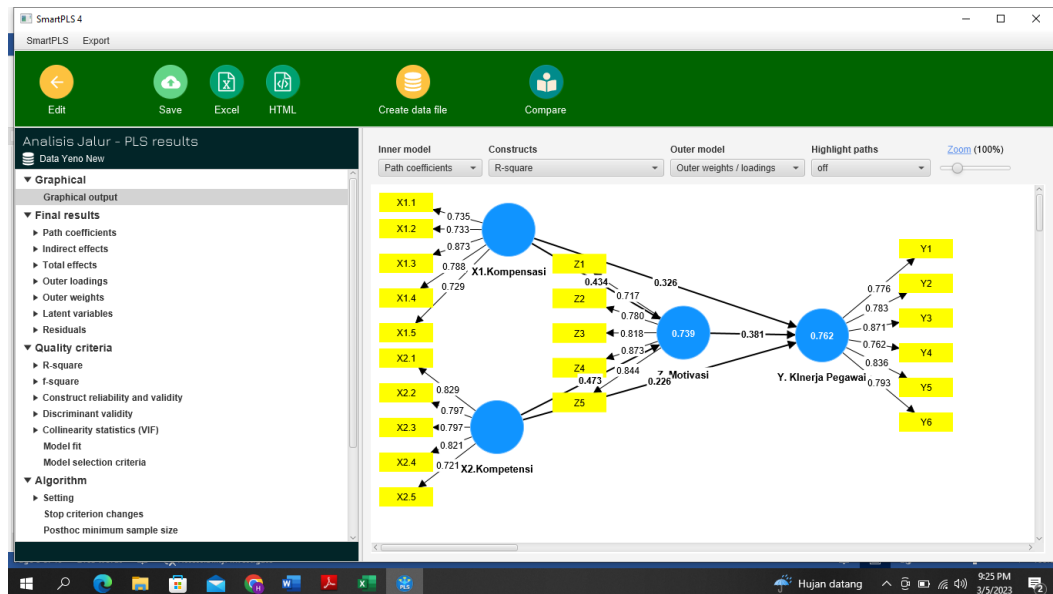 SmartPLS 4
SmartPLS Export
Edit Save Excel HTML Create data file Compare
Analisis Jalur - PLS results
Data Yeno New
Graphical
Graphical output
Final results
Path coefficients
Indirect effects
Total effects
Outer loadings
Outer weights
Latent variables
Residuals
Quality criteria
R-square
f-square
Construct reliability and validity
Discriminant validity
Collinearity statistics (VIF)
Model fit
Model selection criteria
Algorithm
Setting
Stop criterion changes
Posthoc minimum sample size
Inner model Constructs Outer model Highlight paths Zoom (100%)
Path coefficients R-square Outer weights / loadings off
X1.1
X1.2
X1.3
X1.4
X1.5
0.735
0.733
0.873
0.788
0.729
X1.Kompensasi
X2.1
X2.2
X2.3
X2.4
X2.5
0.829
0.797
0.797
0.821
0.721
X2.Kompetensi
Z1
Z2
Z3
Z4
Z5
0.717
0.780
0.818
0.873
0.844
0.434
0.473
0.326
0.381
0.226
0.739
Motivasi
0.762
Y. KInerja Pegawai
0.776
0.783
0.871
0.762
0.836
0.793
Y1
Y2
Y3
Y4
Y5
Y6
Hujan datang
9:25 PM
3/5/2023
2